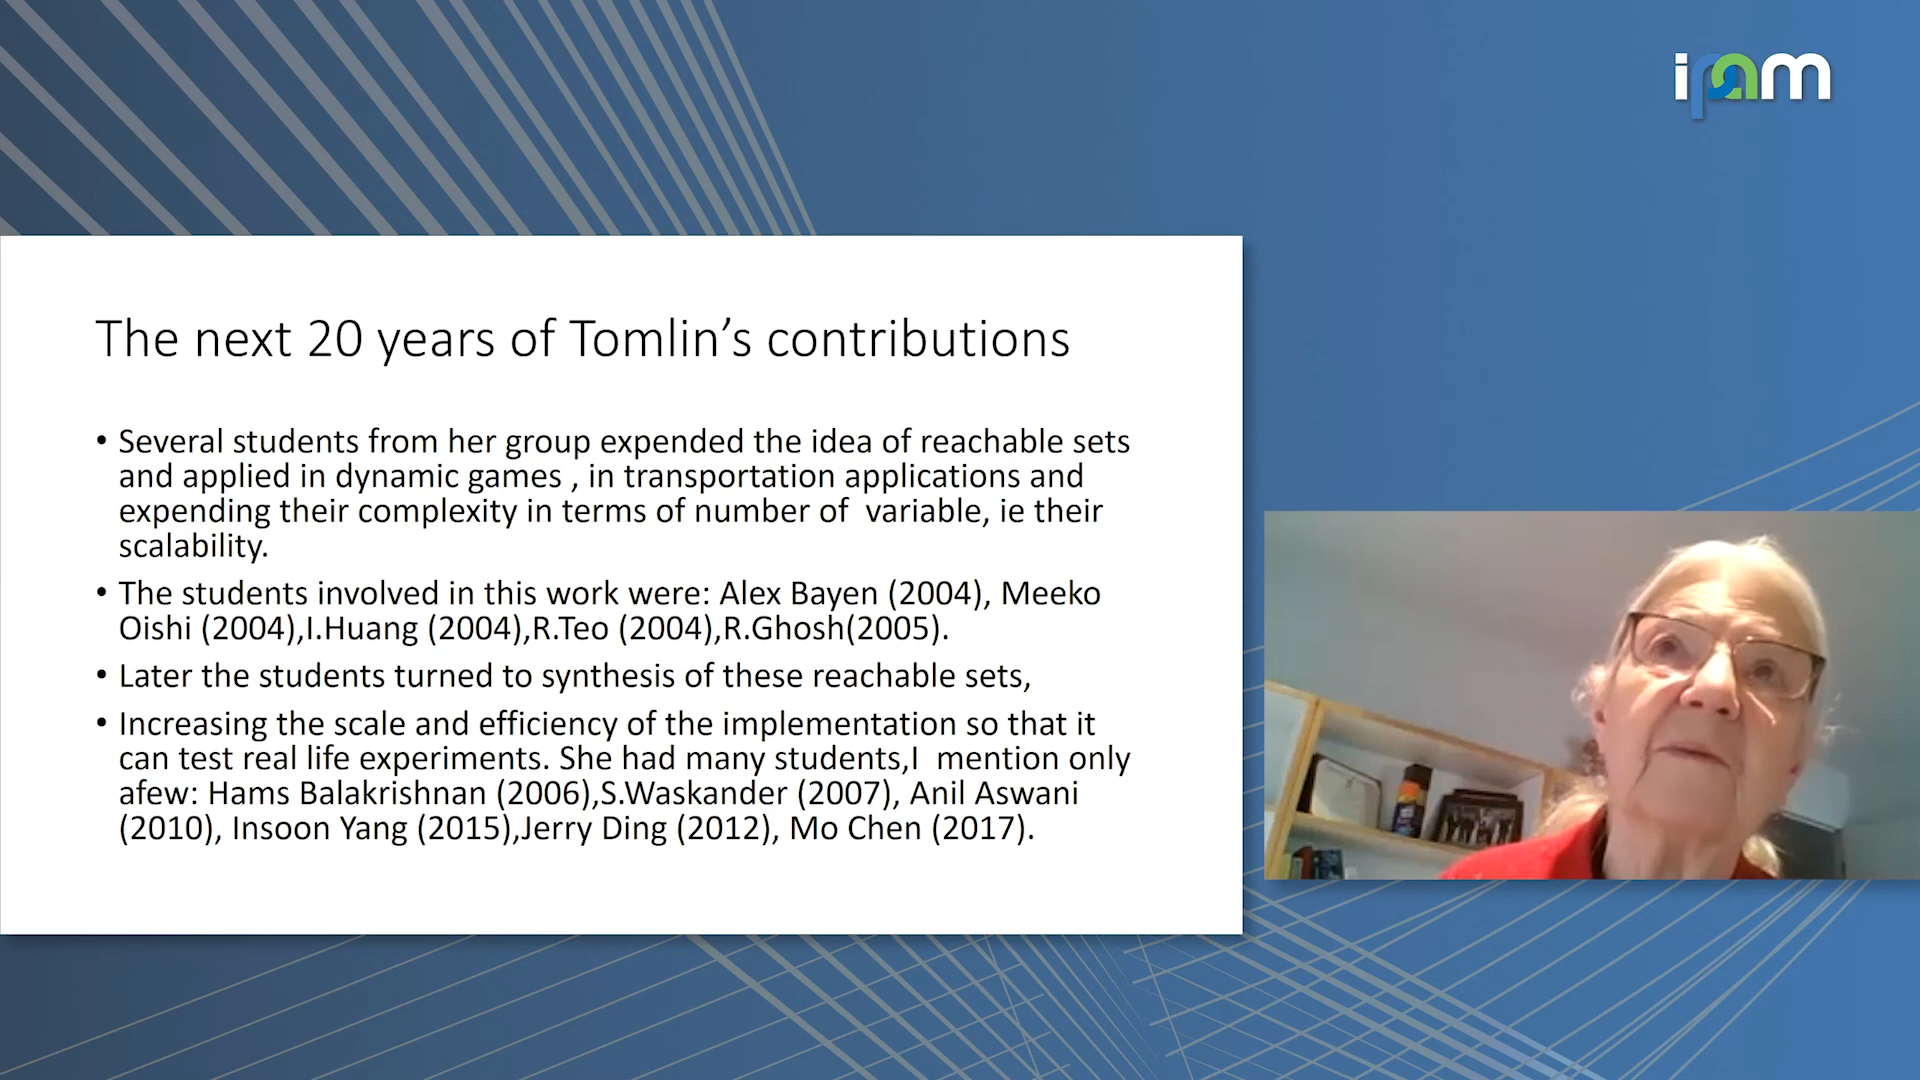 ipam
The next 20 years of Tomlin's contributions
• Several students from her group expended the idea of reachable sets
and applied in dynamic games , in transportation applications and
expending their complexity in terms of number of variable, ie their
scalability.
• The students involved in this work were: Alex Bayen (2004), Meeko
Oishi (2004),I.Huang (2004),R.Teo (2004),R.Ghosh(2005).
• Later the students turned to synthesis of these reachable sets,
• Increasing the scale and efficiency of the implementation so that it
can test real life experiments. She had many students,I mention only
afew: Hams Balakrishnan (2006),S.Waskander (2007), Anil Aswani
(2010), Insoon Yang (2015),Jerry Ding (2012), Mo Chen (2017).